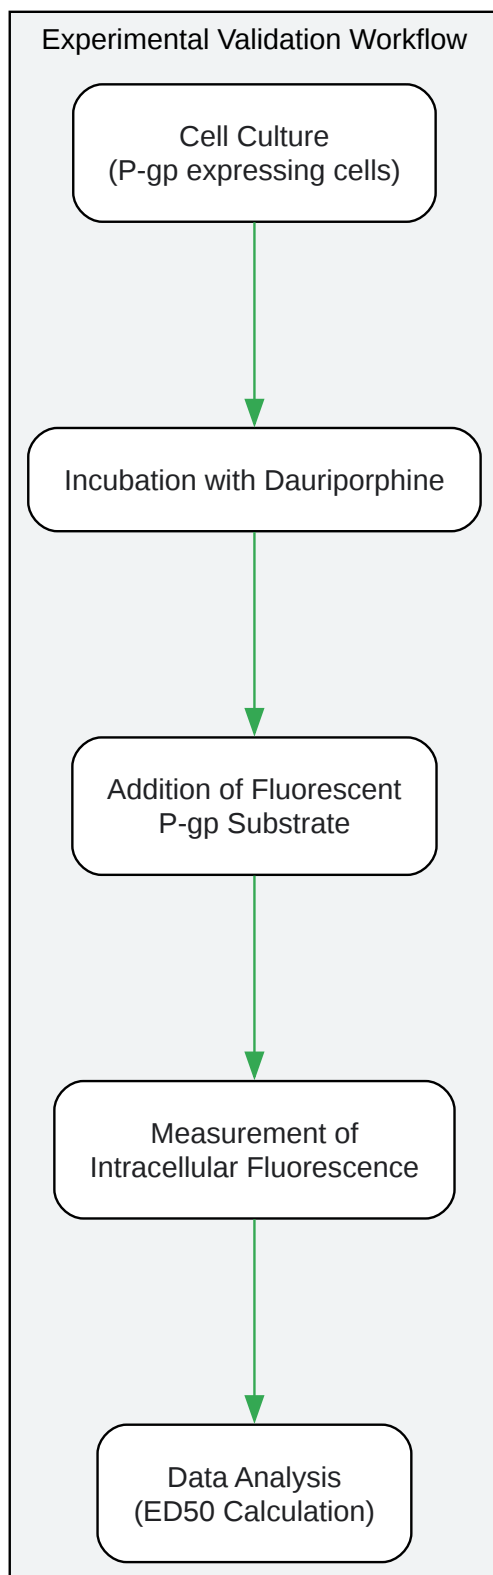 Experimental Validation Workflow
Cell Culture
(P-gp expressing cells)
Incubation with Dauriporphine
Addition of Fluorescent
P-gp Substrate
Measurement of
Intracellular Fluorescence
Data Analysis
(ED50 Calculation)